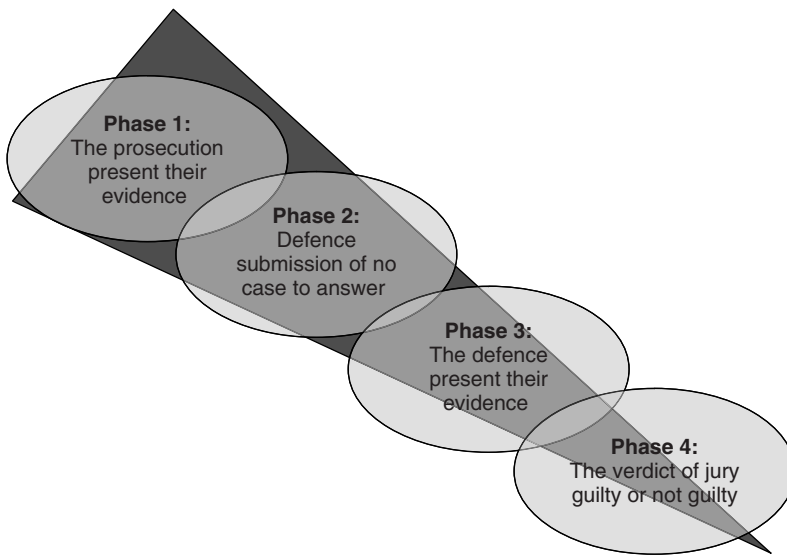 Phase 1:
The prosecution
present their
evidence
Phase 2:
Defence
submission of no
case to answer
Phase 3:
The defence
present their
evidence
Phase 4:
The verdict of jury
guilty or not guilty